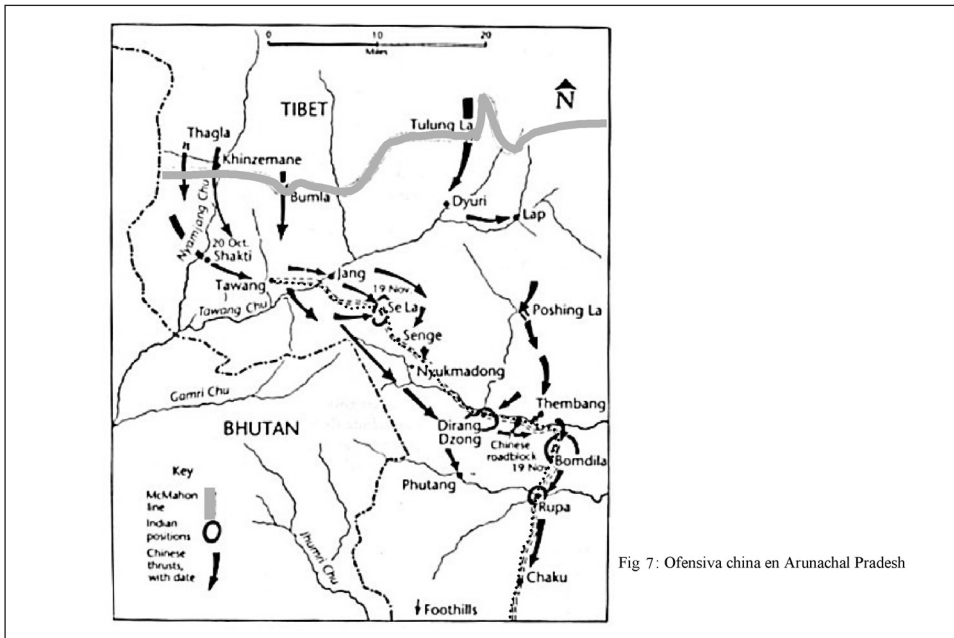 0 10 20
Miles
N
TIBET
Tulung La
Thagla
Khinzemane
Bumla
Dyuri
Lap
Nyamjang Chu
20 Oct.
Shakti
Tawang
Jang
19 Nov.
Se La
Tawang Chu
Poshing La
Senge
Nyukmadong
Gamri Chu
Thembang
BHUTAN
Dirang
Dzong
Chinese
roadblock
19 Nov.
Bomdila
Phutang
Rupa
Key
McMahon
line
Indian
positions
Chinese
thrusts,
with date
Jhumri Chu
Chaku
Foothills
Fig 7: Ofensiva china en Arunachal Pradesh